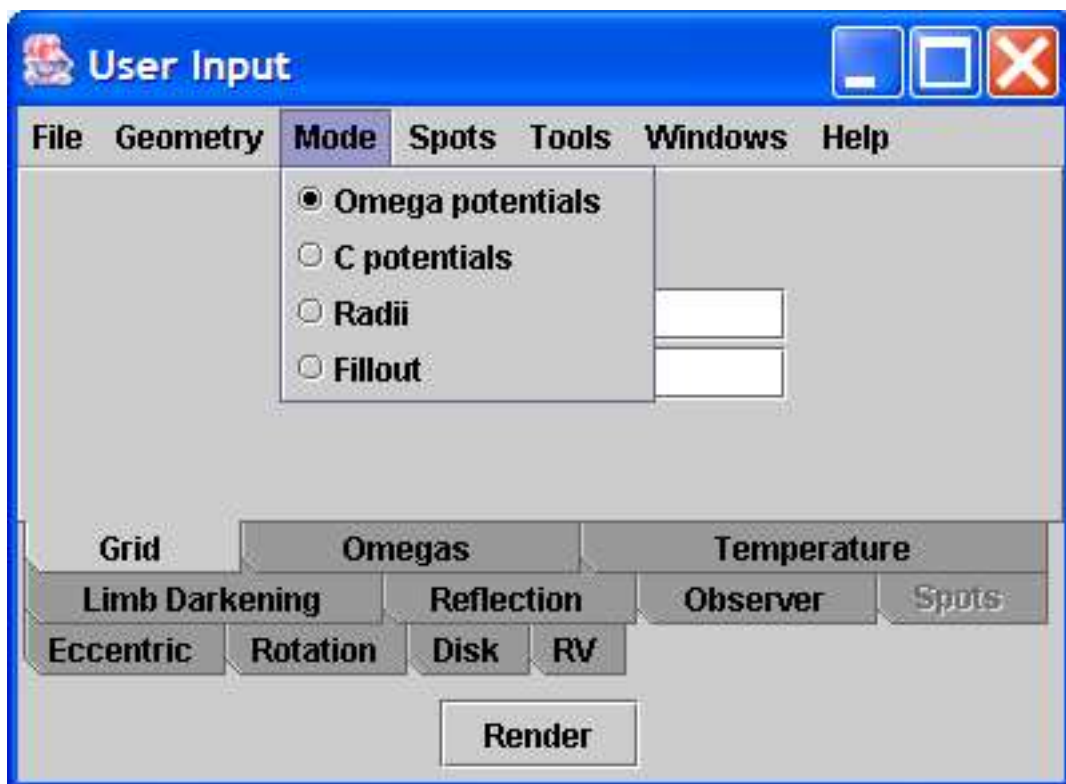 User Input
File Geometry Mode Spots Tools Windows Help
Omega potentials
C potentials
Radii
Fillout
Grid Omegas Temperature
Limb Darkening Reflection Observer Spots
Eccentric Rotation Disk RV
Render